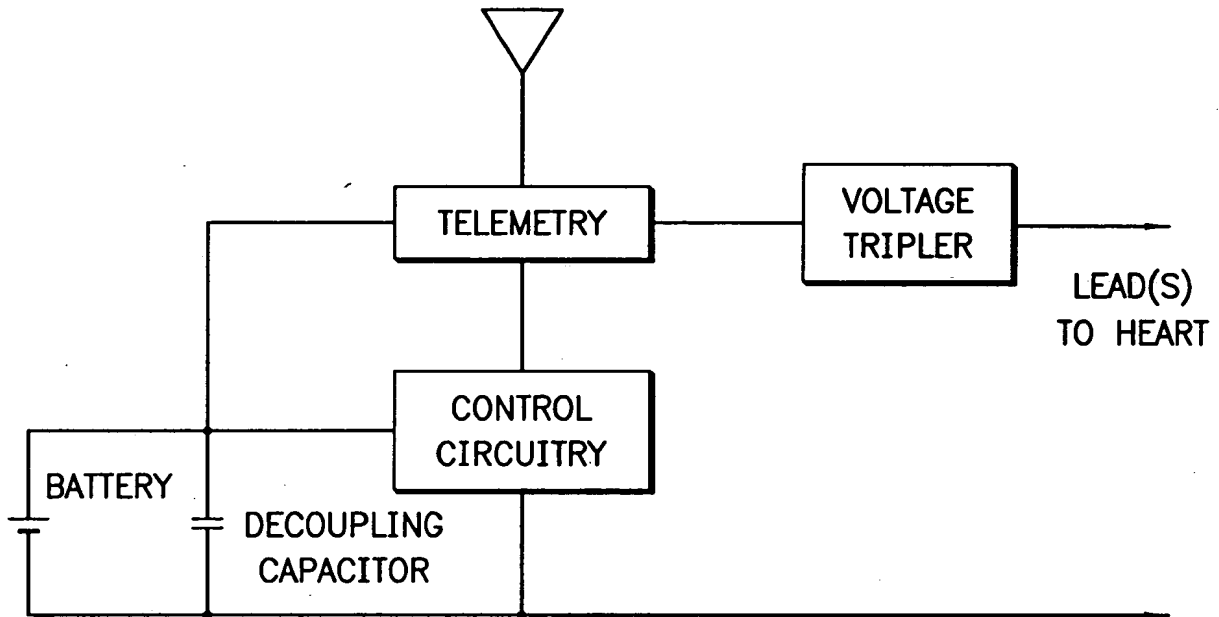 TELEMETRY
VOLTAGE
TRIPLER
LEAD(S)
TO HEART
CONTROL
CIRCUITRY
BATTERY
DECOUPLING
CAPACITOR